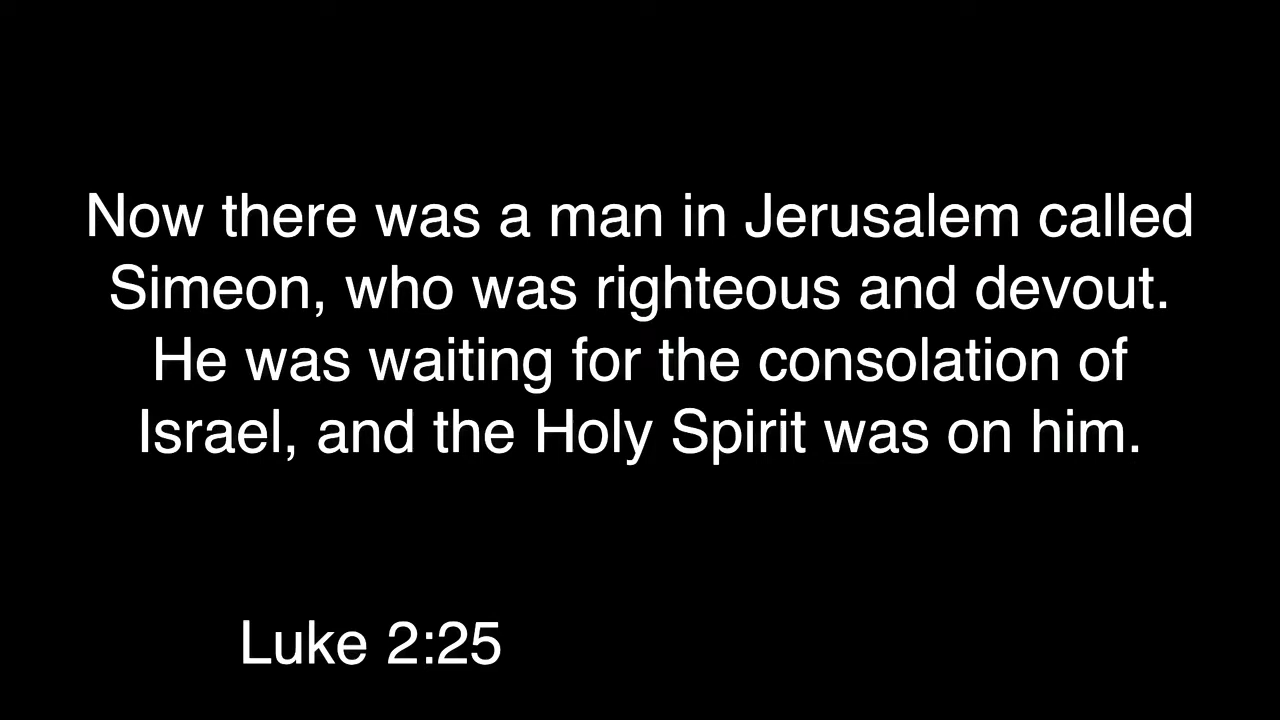 Now there was a man in Jerusalem called
Simeon, who was righteous and devout.
He was waiting for the consolation of
Israel, and the Holy Spirit was on him.
Luke 2:25